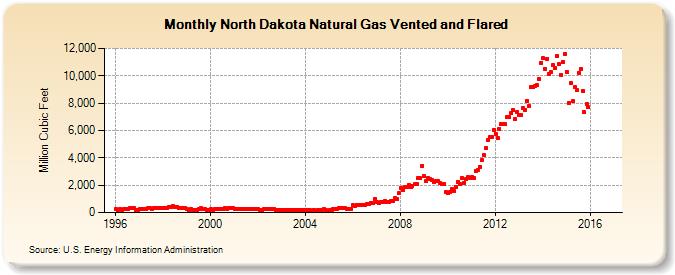 Monthly North Dakota Natural Gas Vented and Flared
Million Cubic Feet
12,000
10,000
8,000
6,000
4,000
2,000
0
1996 2000 2004 2008 2012 2016
Source: U.S. Energy Information Administration